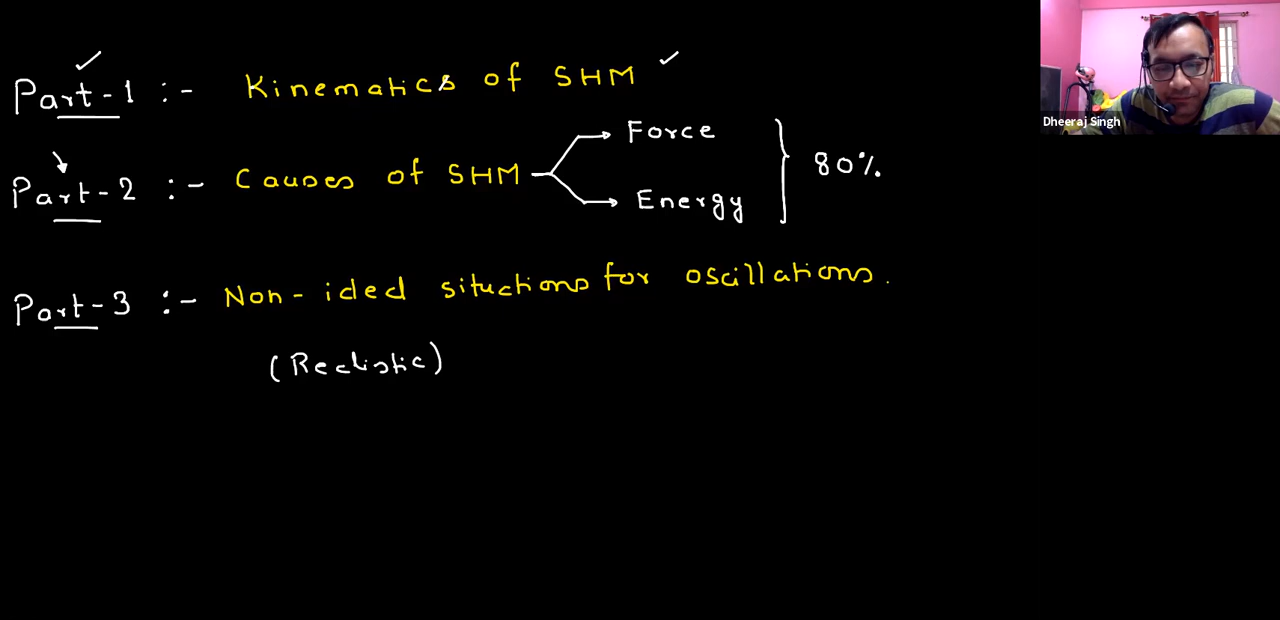 Part-1 :- Kinematics of SHM
Part-2 :- Causes of SHM
Force
Energy
80%
Part-3 :- Non-ideal situations for oscillations.
(Realistic)
Dheeraj Singh